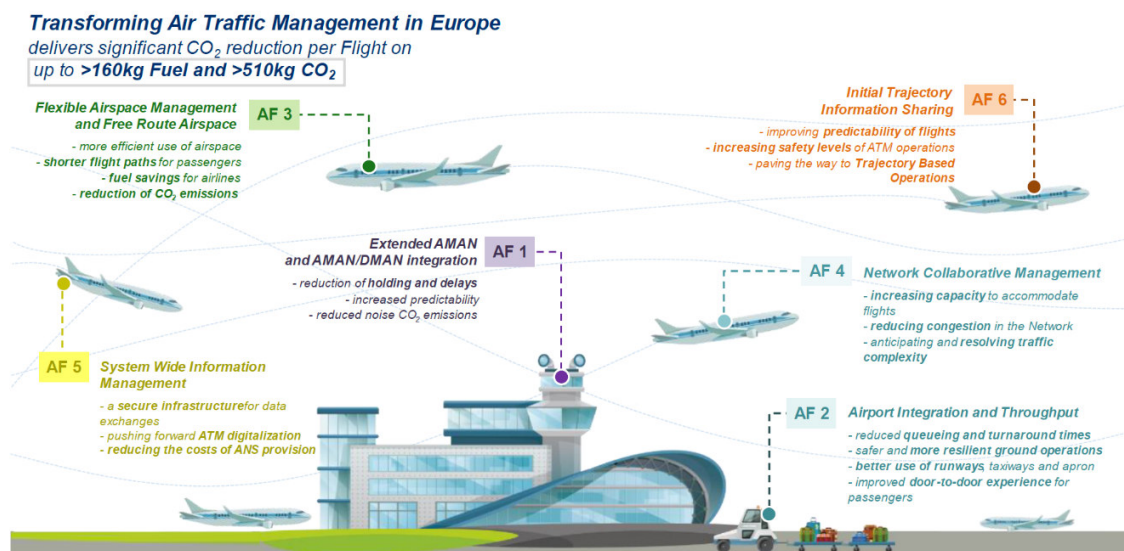 Transforming Air Traffic Management in Europe
delivers significant CO₂ reduction per Flight on
up to >160kg Fuel and >510kg CO₂
Flexible Airspace Management
and Free Route Airspace
AF 3
- more efficient use of airspace
- shorter flight paths for passengers
- fuel savings for airlines
- reduction of CO₂ emissions
Initial Trajectory
Information Sharing
AF 6
- improving predictability of flights
- increasing safety levels of ATM operations
- paving the way to Trajectory Based
Operations
Extended AMAN
and AMAN/DMAN integration
AF 1
- reduction of holding and delays
- increased predictability
- reduced noise CO₂ emissions
AF 4
Network Collaborative Management
- increasing capacity to accommodate
flights
- reducing congestion in the Network
- anticipating and resolving traffic
complexity
AF 5
System Wide Information
Management
- a secure infrastructurefor data
exchanges
- pushing forward ATM digitalization
- reducing the costs of ANS provision
AF 2
Airport Integration and Throughput
- reduced queueing and turnaround times
- safer and more resilient ground operations
- better use of runways, taxiways and apron
- improved door-to-door experience for
passengers